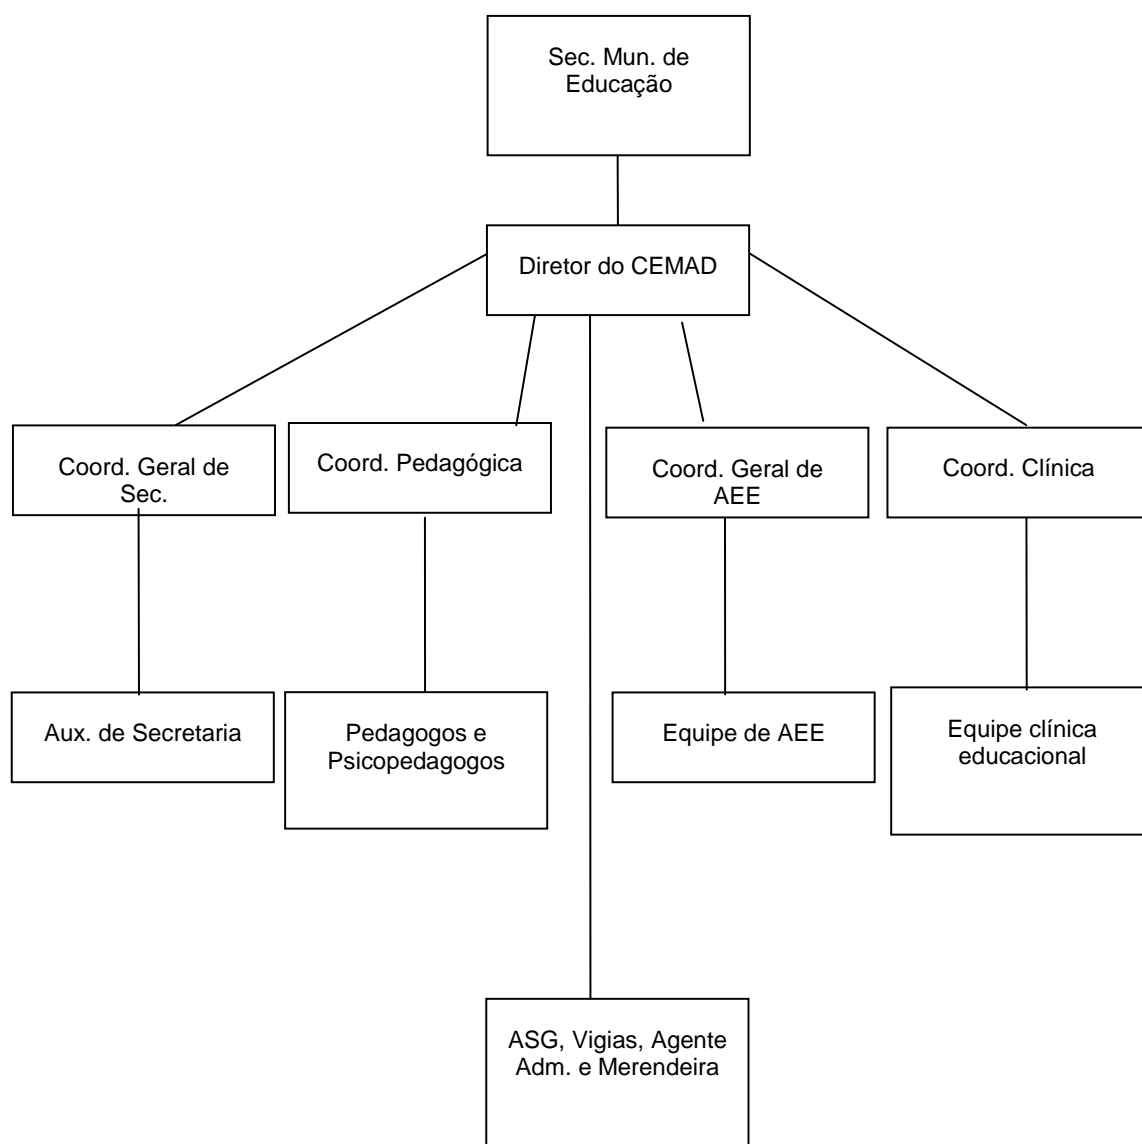 Sec. Mun. de
Educação
Diretor do CEMAD
Coord. Geral de
Sec.
Coord. Pedagógica
Coord. Geral de
AEE
Coord. Clínica
Aux. de Secretaria
Pedagogos e
Psicopedagogos
Equipe de AEE
Equipe clínica
educacional
ASG, Vigias, Agente
Adm. e Merendeira